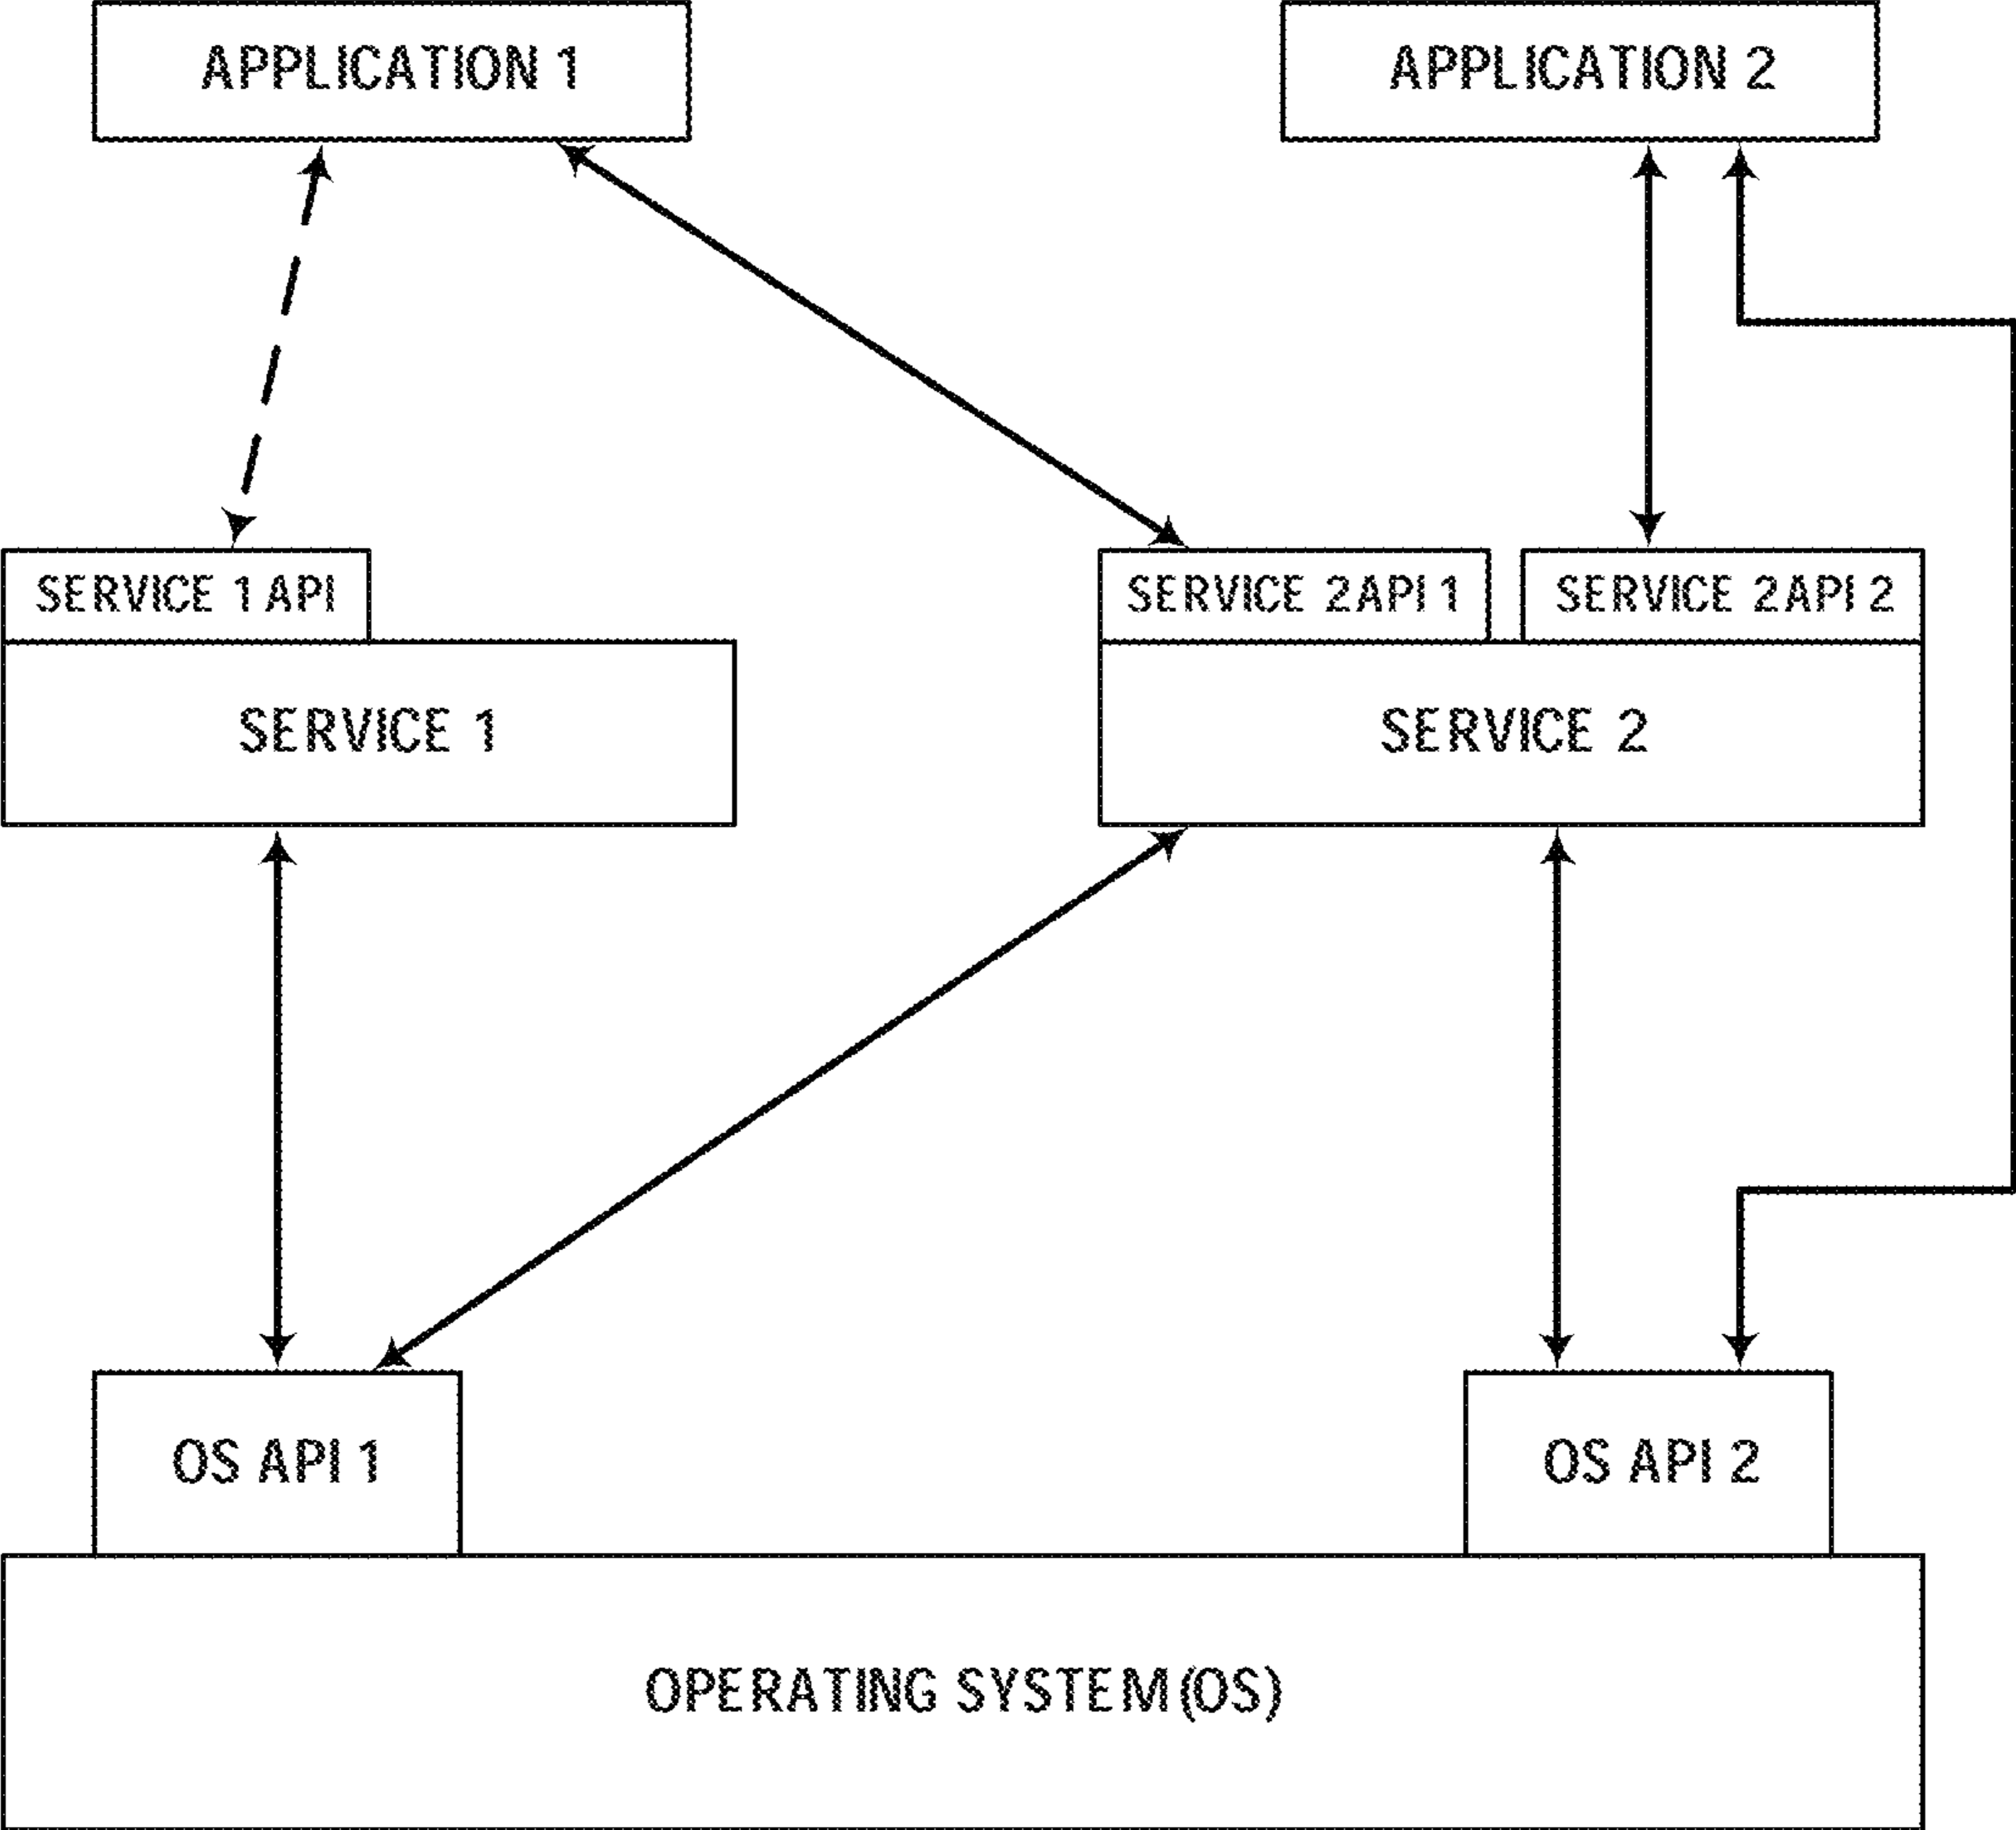 APPLICATION 1
APPLICATION 2
SERVICE 1 API
SERVICE 2 API 1
SERVICE 2 API 2
SERVICE 1
SERVICE 2
OS API 1
OS API 2
OPERATING SYSTEM (OS)